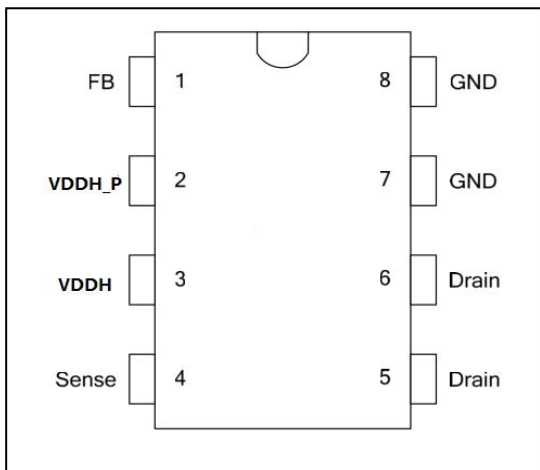 FB 1 8 GND
VDDH_P 2 7 GND
VDDH 3 6 Drain
Sense 4 5 Drain